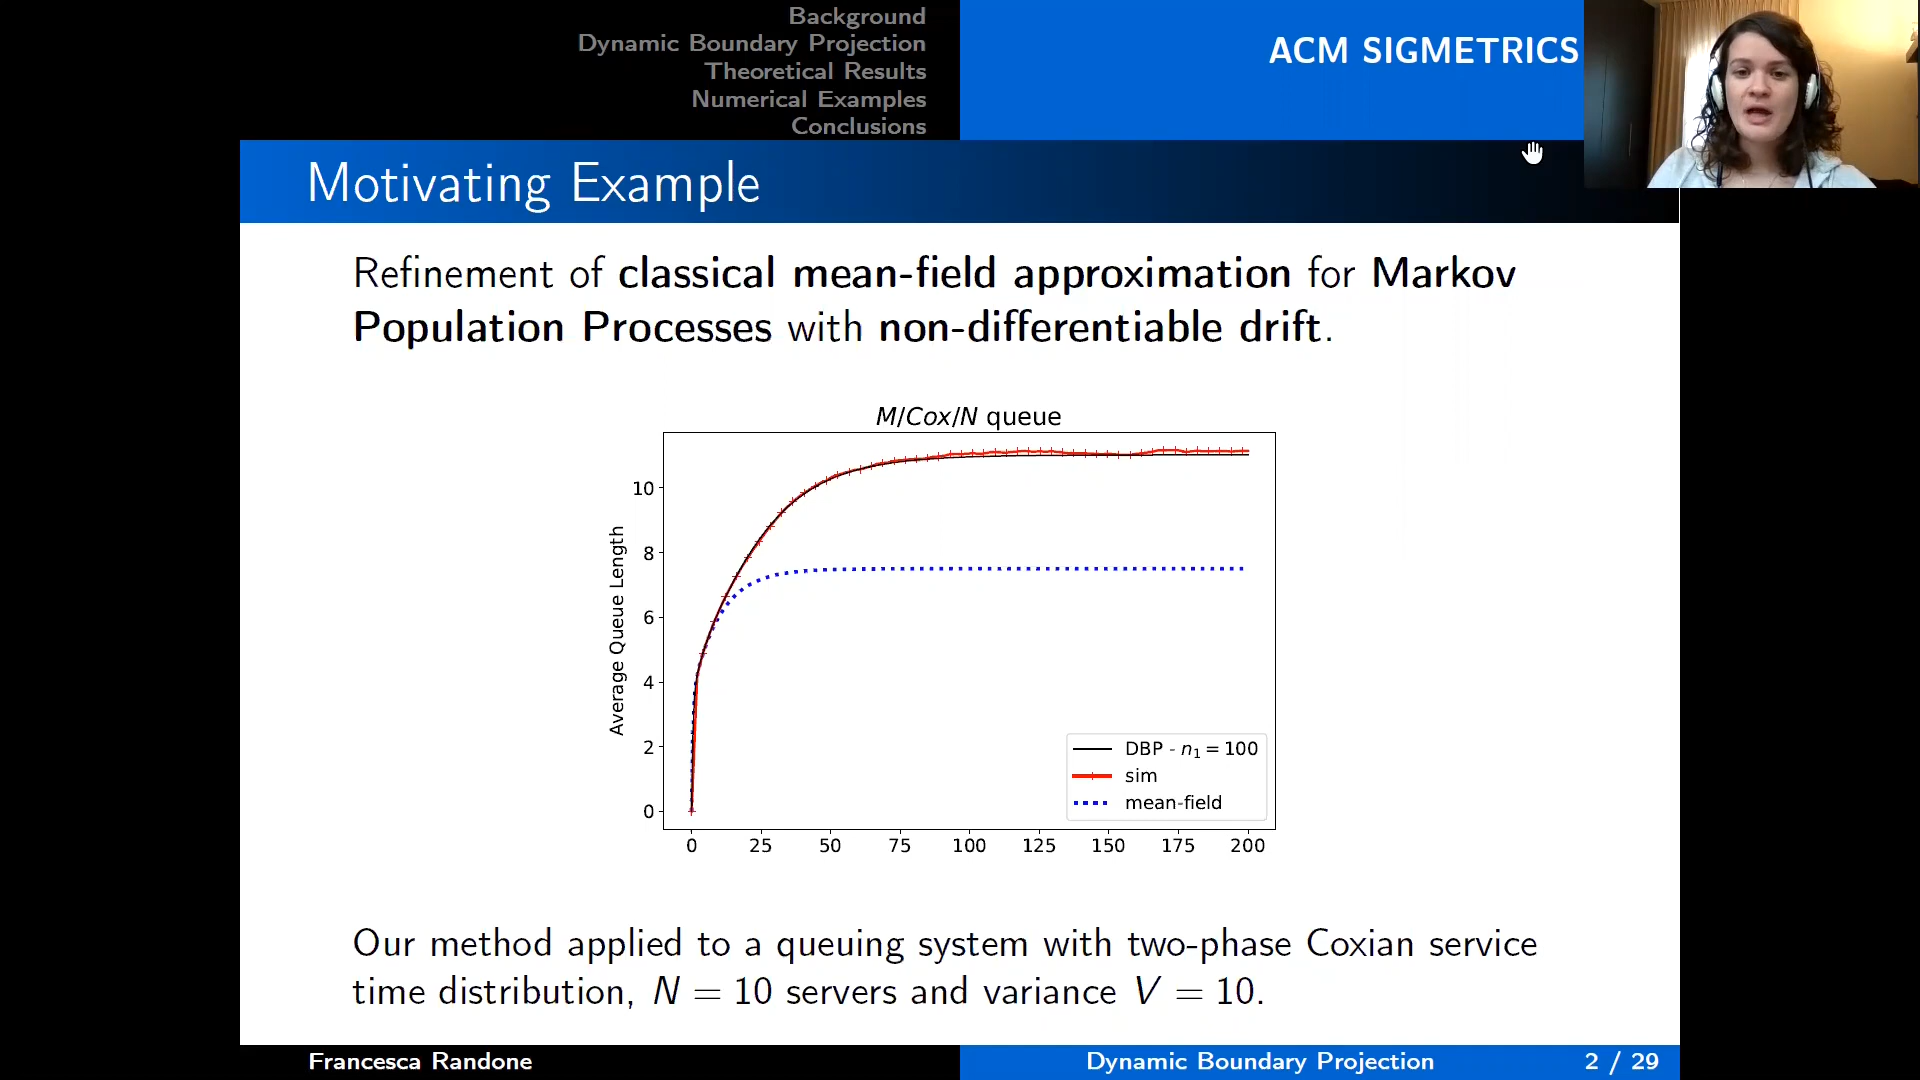 Background
Dynamic Boundary Projection
Theoretical Results
Numerical Examples
Conclusions
ACM SIGMETRICS
Motivating Example
Refinement of classical mean-field approximation for Markov
Population Processes with non-differentiable drift.
M/Cox/N queue
Average Queue Length
10
8
6
4
2
0
DBP - n₁ = 100
sim
mean-field
0 25 50 75 100 125 150 175 200
Our method applied to a queuing system with two-phase Coxian service
time distribution, N = 10 servers and variance V = 10.
Francesca Randone
Dynamic Boundary Projection
2 / 29